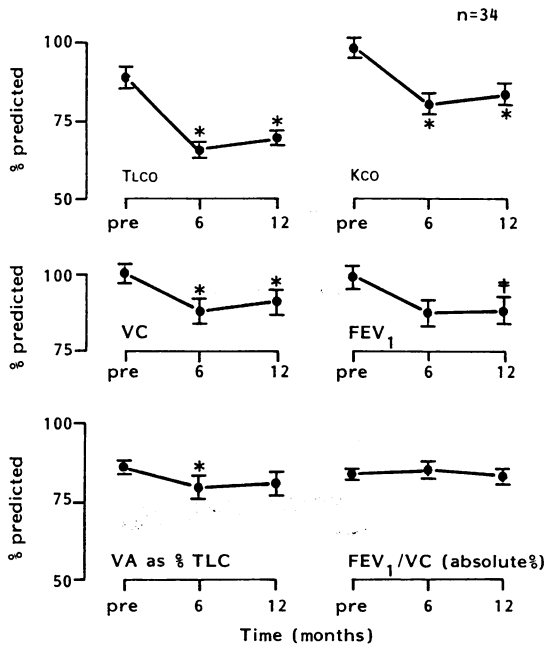 n=34
100
75
50
% predicted
*
*
TLCO
pre 6 12
*
*
KCO
pre 6 12
100
75
% predicted
*
*
VC
pre 6 12
‡
FEV1
pre 6 12
100
75
50
% predicted
*
VA as % TLC
pre 6 12
FEV1/VC (absolute%)
pre 6 12
Time (months)